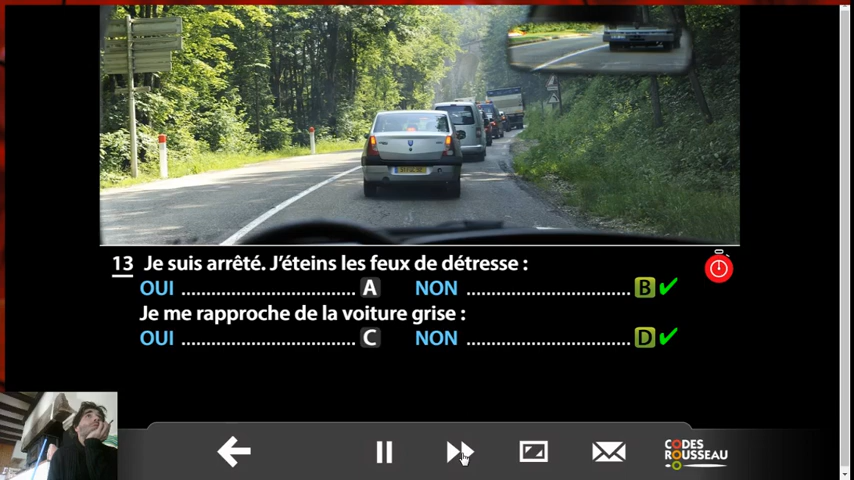 13 Je suis arrêté. J'éteins les feux de détresse :
OUI .................................... A NON .................................. B ✔
Je me rapproche de la voiture grise :
OUI .................................... C NON .................................. D ✔
CODES
ROUSSEAU